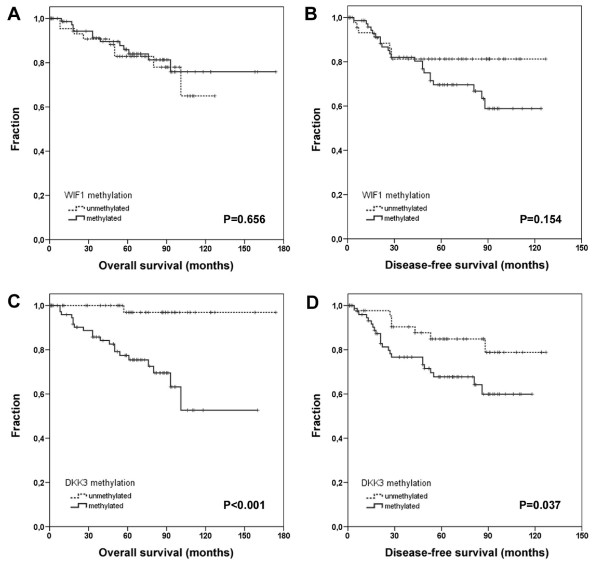 A
1,0
0,8
0,6
0,4
0,2
0,0
Fraction
WIF1 methylation
unmethylated
methylated
P=0.656
0 30 60 90 120 150 180
Overall survival (months)
B
1,0
0,8
0,6
0,4
0,2
0,0
Fraction
WIF1 methylation
unmethylated
methylated
P=0.154
0 30 60 90 120 150
Disease-free survival (months)
C
1,0
0,8
0,6
0,4
0,2
0,0
Fraction
DKK3 methylation
unmethylated
methylated
P<0.001
0 30 60 90 120 150 180
Overall survival (months)
D
1,0
0,8
0,6
0,4
0,2
0,0
Fraction
DKK3 methylation
unmethylated
methylated
P=0.037
0 30 60 90 120 150
Disease-free survival (months)